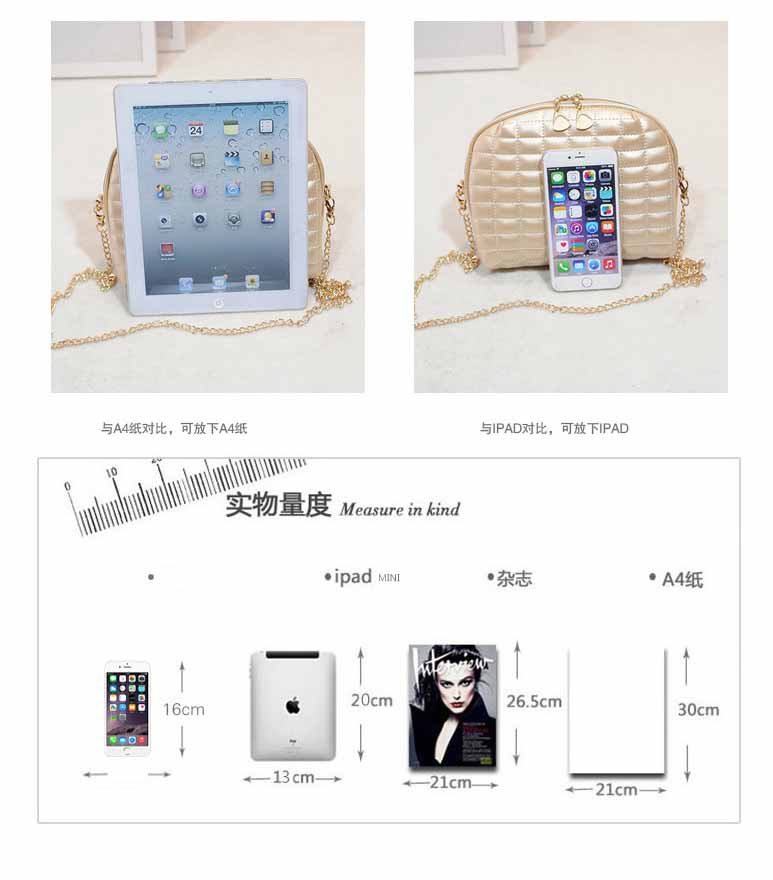 24
与A4纸对比，可放下A4纸
与IPAD对比，可放下IPAD
0 10 20
实物量度 Measure in kind
•
•ipad MINI
•杂志
•A4纸
Interview
16cm
20cm
26.5cm
30cm
13cm
21cm
21cm